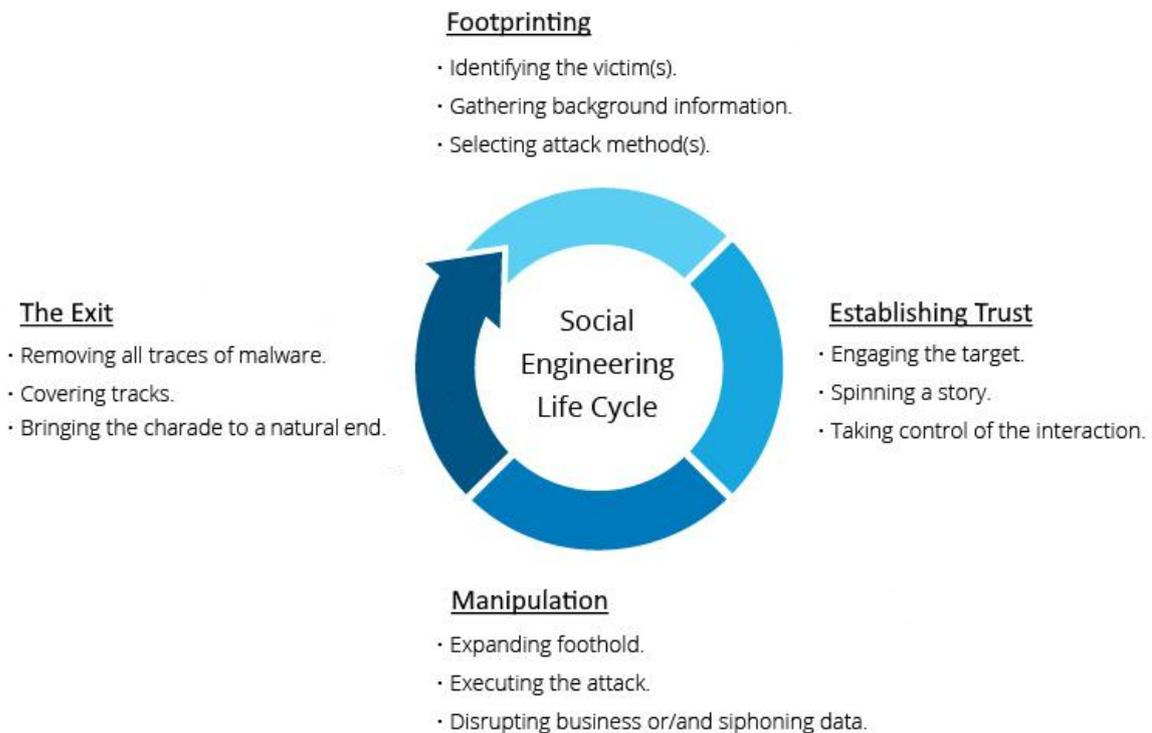 Footprinting
· Identifying the victim(s).
· Gathering background information.
· Selecting attack method(s).
Social
Engineering
Life Cycle
The Exit
· Removing all traces of malware.
· Covering tracks.
· Bringing the charade to a natural end.
Establishing Trust
· Engaging the target.
· Spinning a story.
· Taking control of the interaction.
Manipulation
· Expanding foothold.
· Executing the attack.
· Disrupting business or/and siphoning data.